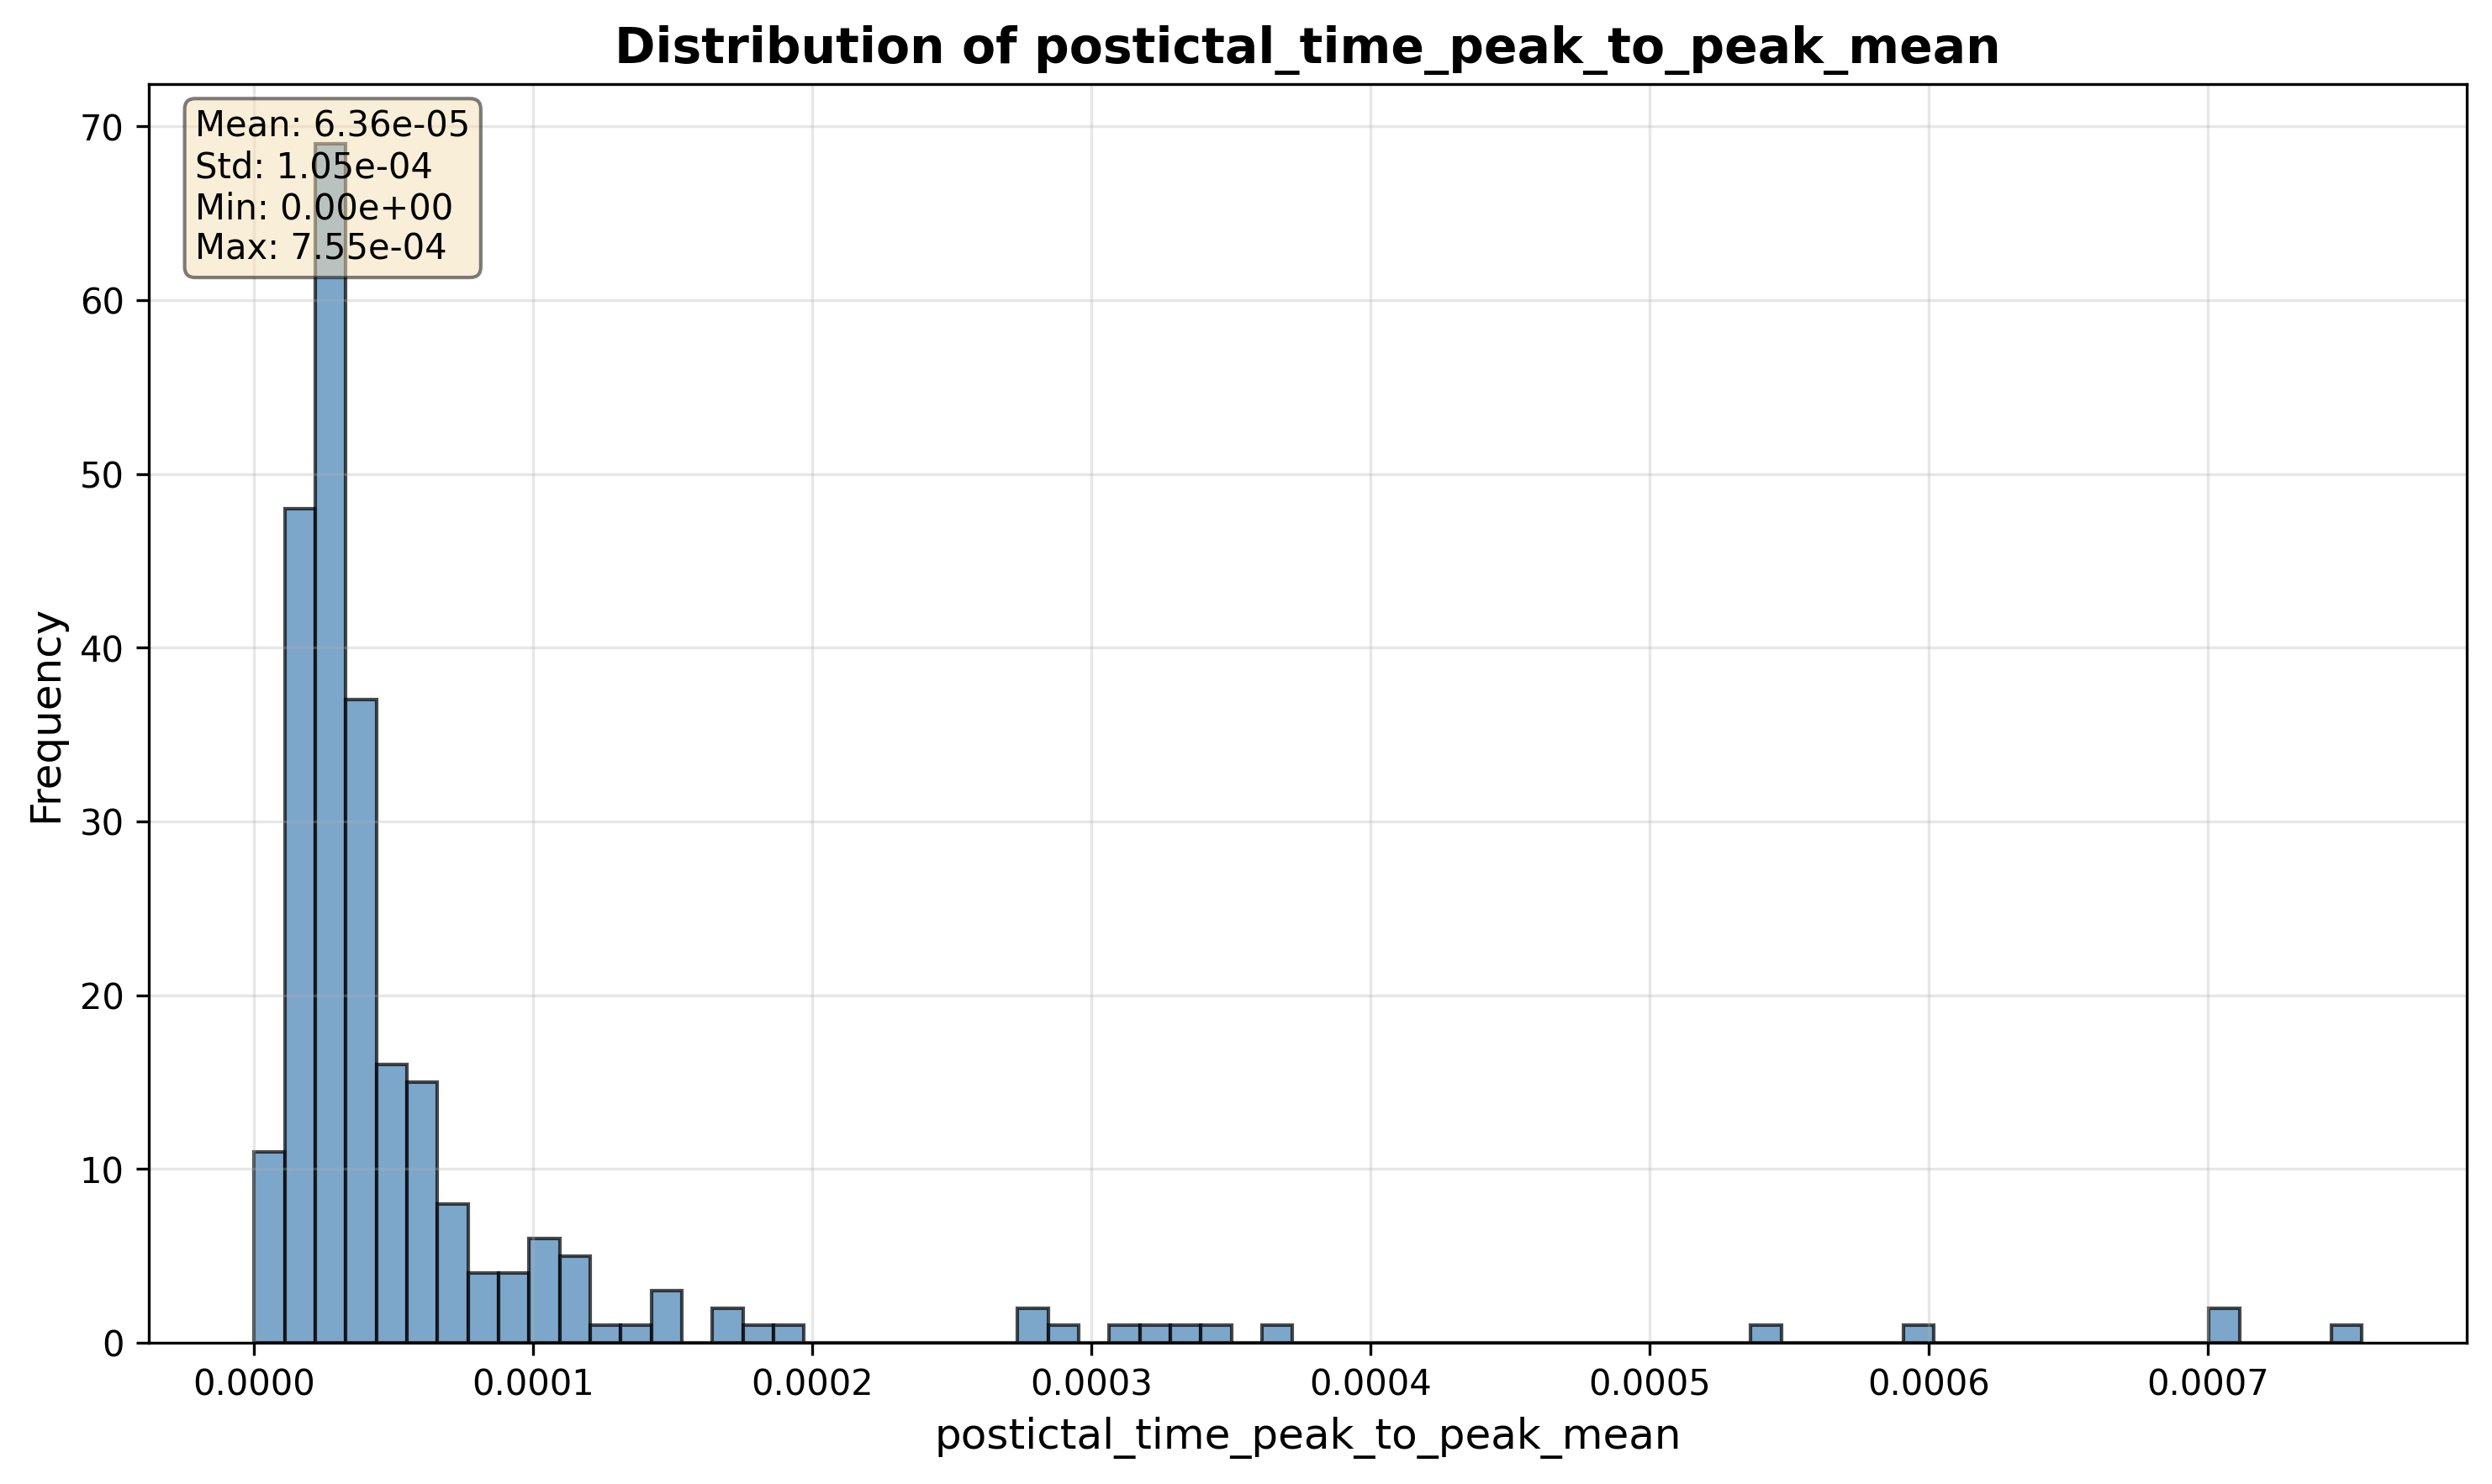 Distribution of postictal_time_peak_to_peak_mean
Mean: 6.36e-05
Std: 1.05e-04
Min: 0.00e+00
Max: 7.55e-04
70
60
50
40
30
20
10
0
Frequency
0.0000 0.0001 0.0002 0.0003 0.0004 0.0005 0.0006 0.0007
postictal_time_peak_to_peak_mean